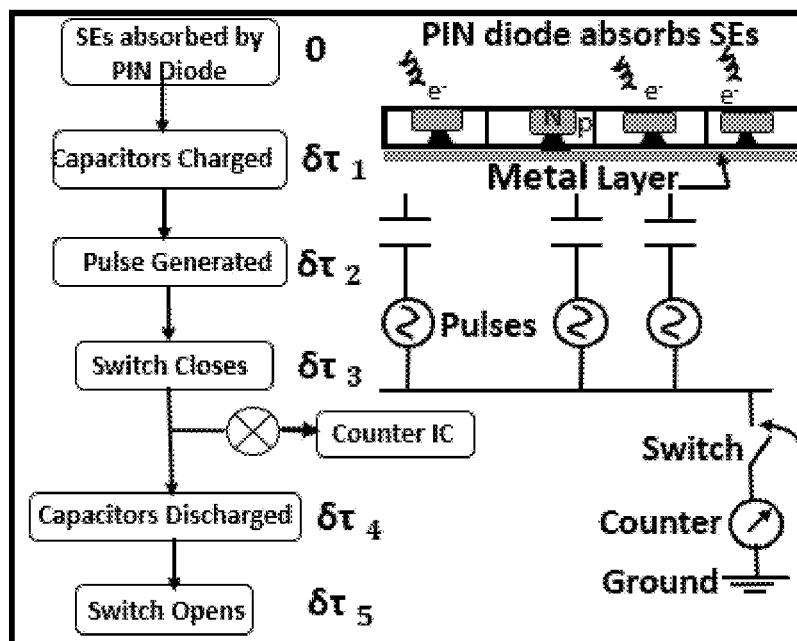 SEs absorbed by
PIN Diode
0
Capacitors Charged
δτ 1
Pulse Generated
δτ 2
Switch Closes
δτ 3
Counter IC
Capacitors Discharged
δτ 4
Switch Opens
δτ 5
PIN diode absorbs SEs
e-
e-
e-
N
p
Metal Layer
Pulses
Switch
Counter
Ground